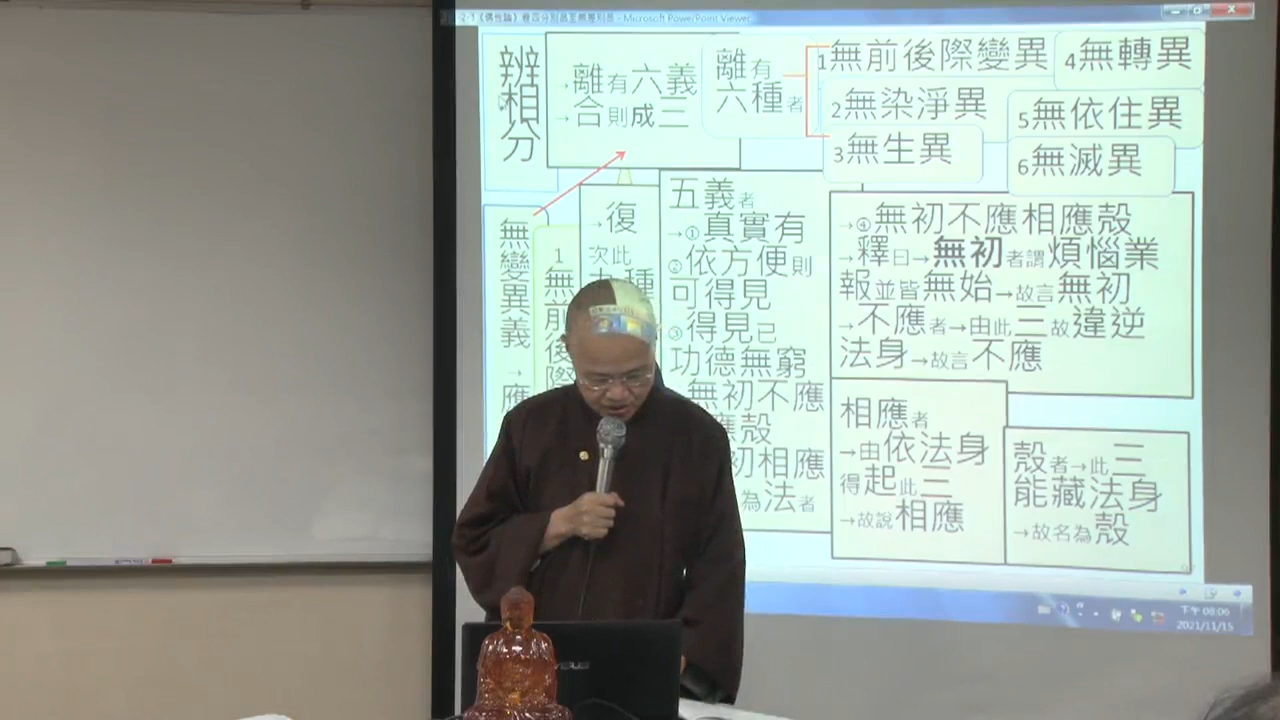 2-3《佛性論》卷四分別品至無差別品 - Microsoft PowerPoint Viewer
辨相分
→離有六義
→合則成三
離有
六種者
1無前後際變異
2無染淨異
3無生異
4無轉異
5無依住異
6無滅異
無變異義→應
1無前後際
→復
次此
九種
五義者
→①真實有
②依方便則
可得見
③得見已
功德無窮
無初不應
應殼
初相應
為法者
→④無初不應相應殼
→釋曰→無初者謂煩惱業
報並皆無始→故言無初
→不應者→由此三故違逆
法身→故言不應
相應者
→由依法身
得起此三
→故說相應
殼者→此三
能藏法身
→故名為殼
下午 08:06
2021/11/15
ASUS